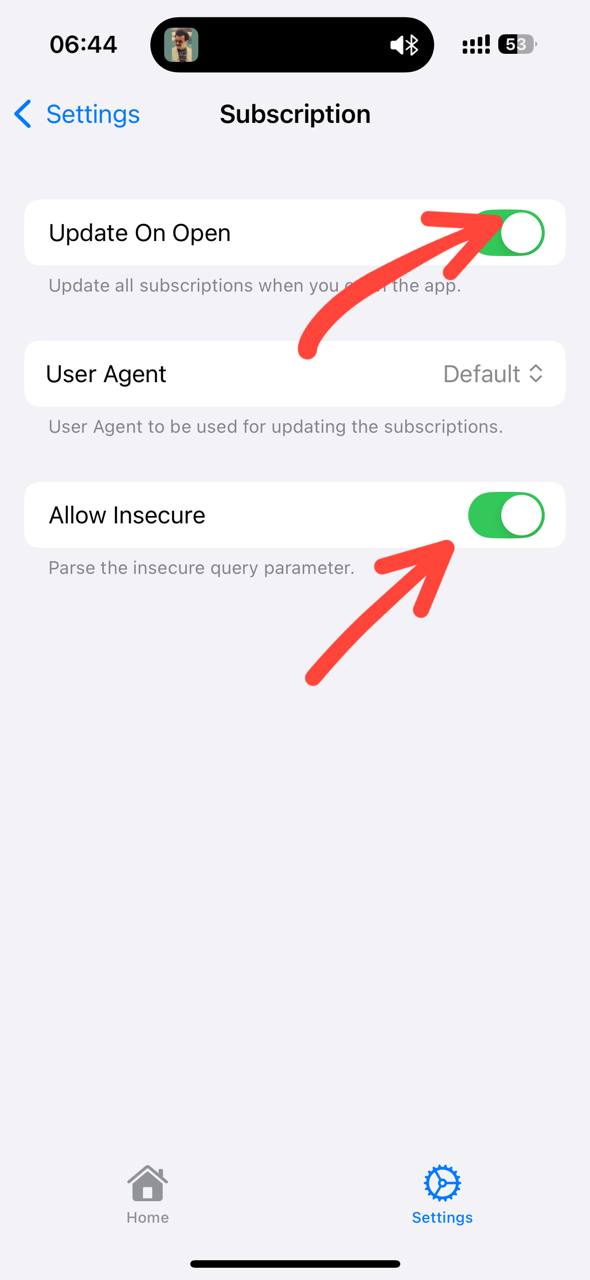 06:44
53
Settings
Subscription
Update On Open
Update all subscriptions when you the app.
User Agent
Default
User Agent to be used for updating the subscriptions.
Allow Insecure
Parse the insecure query parameter.
Home
Settings